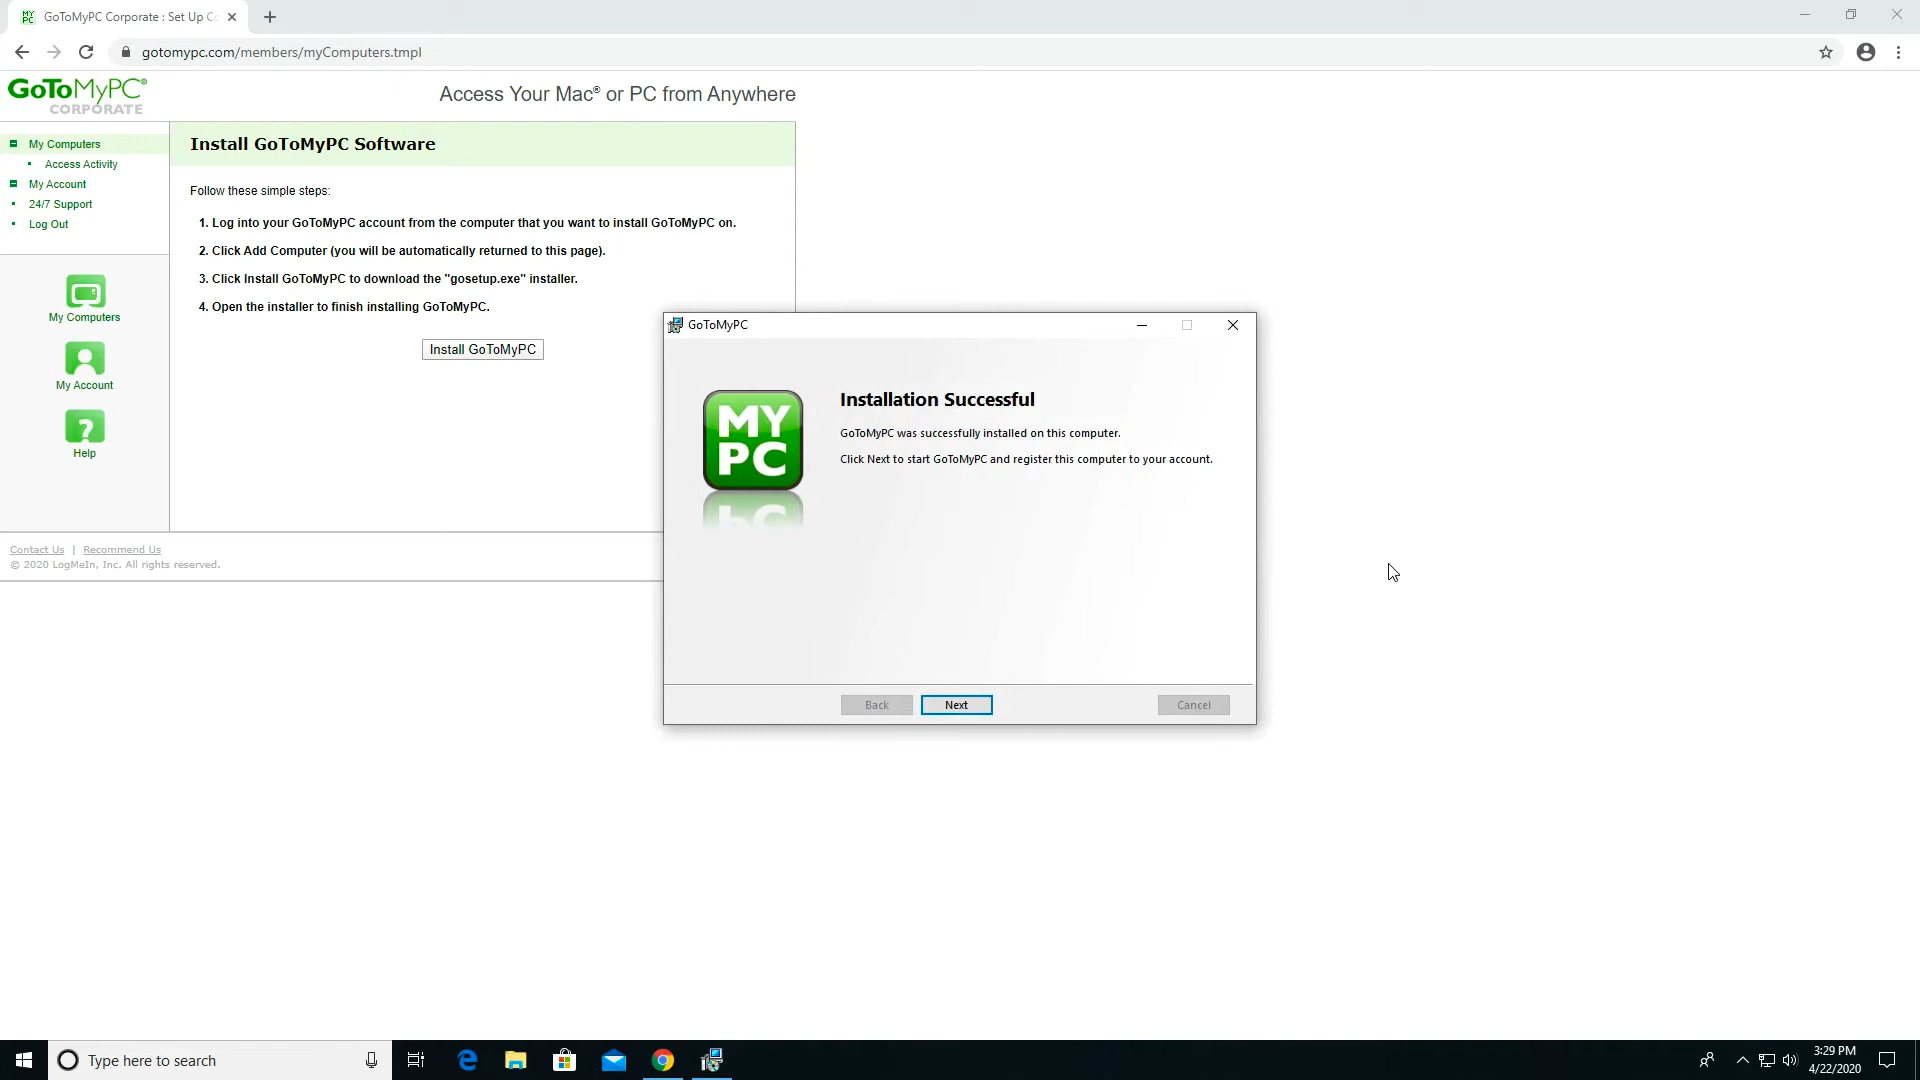 GoToMyPC Corporate : Set Up Co
gotomypc.com/members/myComputers.tmpl
GoToMyPC®
CORPORATE
Access Your Mac® or PC from Anywhere
My Computers
Access Activity
My Account
24/7 Support
Log Out
My Computers
My Account
?
Help
Install GoToMyPC Software
Follow these simple steps:
1. Log into your GoToMyPC account from the computer that you want to install GoToMyPC on.
2. Click Add Computer (you will be automatically returned to this page).
3. Click Install GoToMyPC to download the "gosetup.exe" installer.
4. Open the installer to finish installing GoToMyPC.
Install GoToMyPC
GoToMyPC
MY
PC
Installation Successful
GoToMyPC was successfully installed on this computer.
Click Next to start GoToMyPC and register this computer to your account.
Back
Next
Cancel
Contact Us | Recommend Us
© 2020 LogMeIn, Inc. All rights reserved.
Type here to search
3:29 PM
4/22/2020